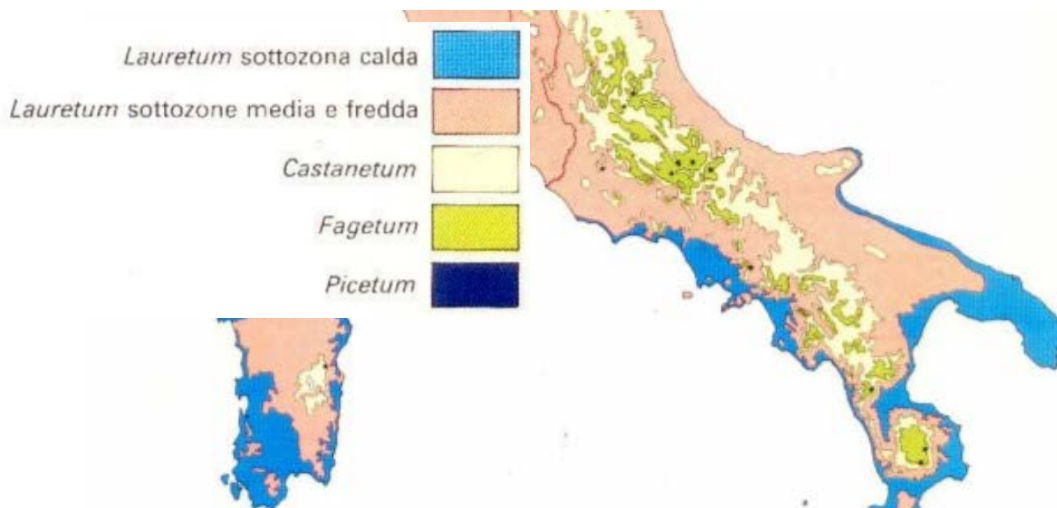 Lauretum sottozona calda
Lauretum sottozone media e fredda
Castanetum
Fagetum
Picetum